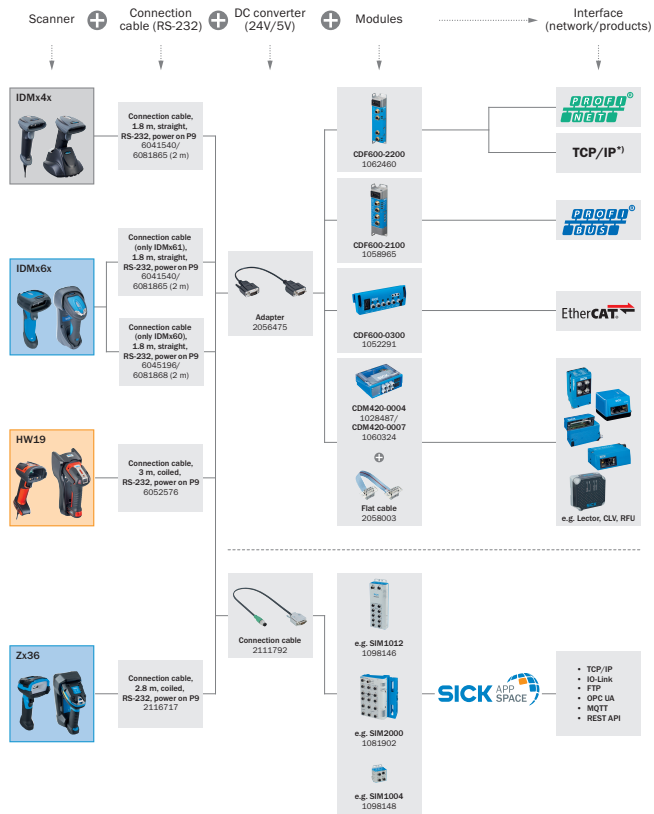 Scanner
Connection
cable (RS-232)
DC converter
(24V/5V)
Modules
Interface
(network/products)
IDMx4x
Connection cable,
1.8 m, straight,
RS-232, power on P9
6041540/
6081865 (2 m)
IDMx6x
Connection cable
(only IDMx61),
1.8 m, straight,
RS-232, power on P9
6041540/
6081865 (2 m)
Connection cable
(only IDMx60),
1.8 m, straight,
RS-232, power on P9
6045196/
6081868 (2 m)
HW19
Connection cable,
3 m, coiled,
RS-232, power on P9
6052576
Zx36
Connection cable,
2.8 m, coiled,
RS-232, power on P9
2116717
Adapter
2056475
Connection cable
2111792
CDF600-2200
1062460
CDF600-2100
1058965
CDF600-0300
1052291
CDM420-0004
1028487/
CDM420-0007
1060324
Flat cable
2058003
e.g. SIM1012
1098146
e.g. SIM2000
1081902
e.g. SIM1004
1098148
PROFI
NET
®
TCP/IP*)
PROFI
BUS
®
EtherCAT®
e.g. Lector, CLV, RFU
SICK APP
SPACE
• TCP/IP
• IO-Link
• FTP
• OPC UA
• MQTT
• REST API